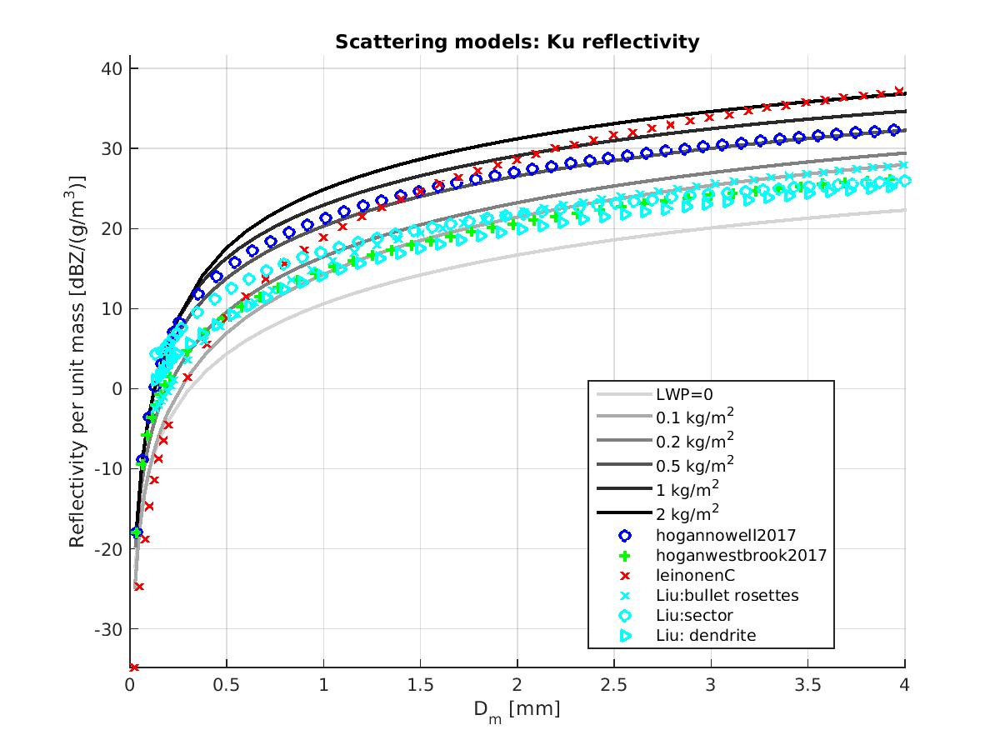 Scattering models: Ku reflectivity
Reflectivity per unit mass [dBZ/(g/m³)]
40
30
20
10
0
-10
-20
-30
LWP=0
0.1 kg/m²
0.2 kg/m²
0.5 kg/m²
1 kg/m²
2 kg/m²
hogannowell2017
hoganwestbrook2017
leinonenC
Liu:bullet rosettes
Liu:sector
Liu: dendrite
0 0.5 1 1.5 2 2.5 3 3.5 4
Dₘ [mm]